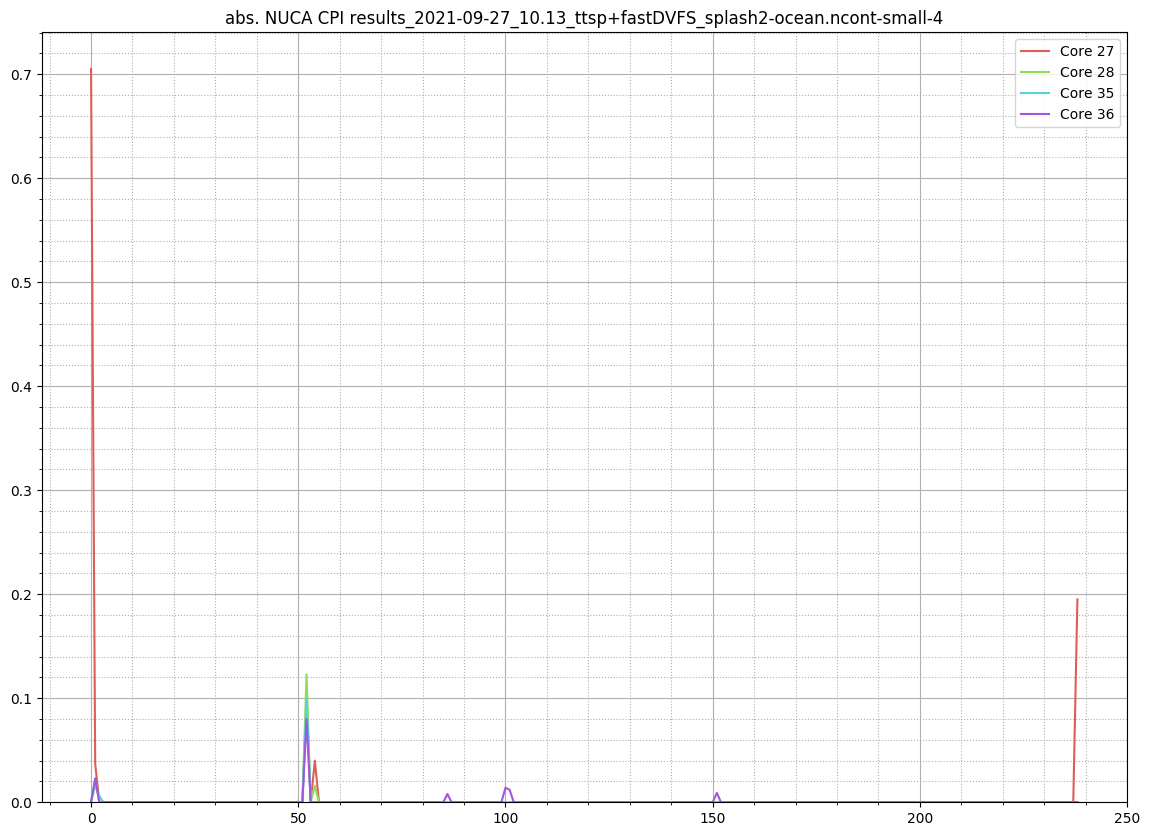 abs. NUCA CPI results_2021-09-27_10.13_ttsp+fastDVFS_splash2-ocean.ncont-small-4
Core 27
Core 28
Core 35
Core 36
0.7
0.6
0.5
0.4
0.3
0.2
0.1
0.0
0 50 100 150 200 250